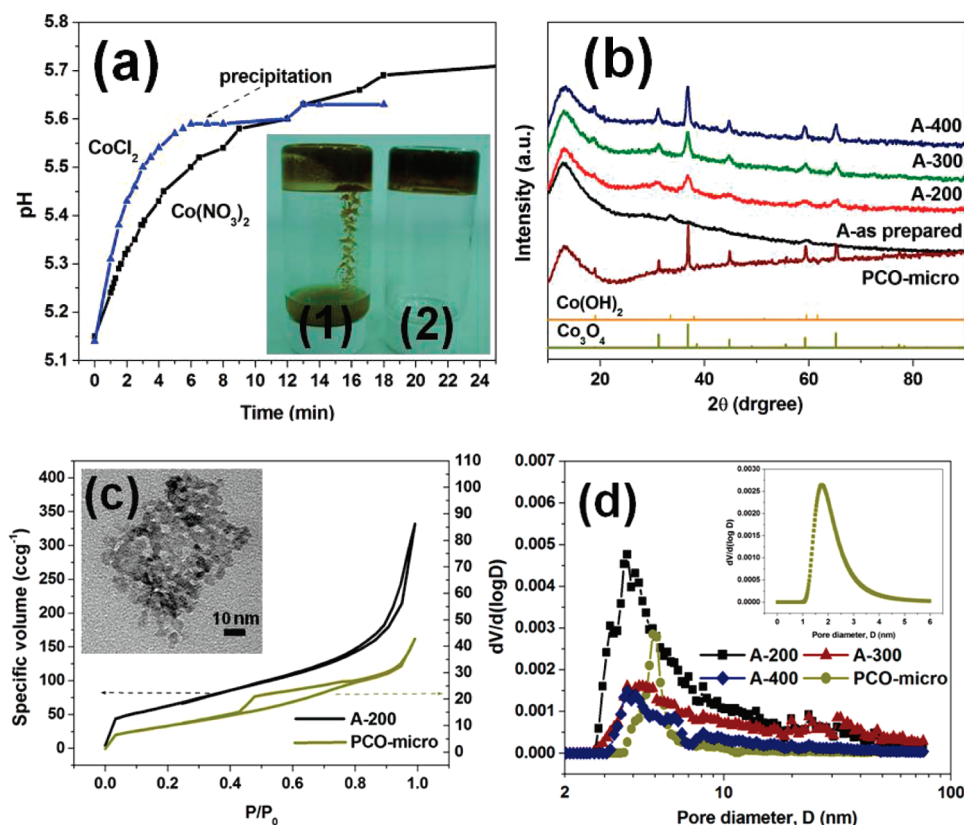 (a)
5.8
5.7
5.6
5.5
5.4
5.3
5.2
5.1
pH
precipitation
CoCl2
Co(NO3)2
(1)
(2)
0 2 4 6 8 10 12 14 16 18 20 22 24
Time (min)
(b)
Intensity (a.u.)
A-400
A-300
A-200
A-as prepared
PCO-micro
Co(OH)2
Co3O4
20 40 60 80
2θ (drgree)
(c)
400
350
300
250
200
150
100
50
0
Specific volume (ccg-1)
10 nm
110
100
90
80
70
60
50
40
30
20
10
0
A-200
PCO-micro
0.0 0.2 0.4 0.6 0.8 1.0
P/P0
(d)
0.007
0.006
0.005
0.004
0.003
0.002
0.001
0.000
dV/d(logD)
0.0030
0.0025
0.0020
0.0015
0.0010
0.0005
0.0000
dV/d(log D)
0 1 2 3 4 5 6
Pore diameter, D (nm)
A-200 A-300
A-400 PCO-micro
2 10 100
Pore diameter, D (nm)